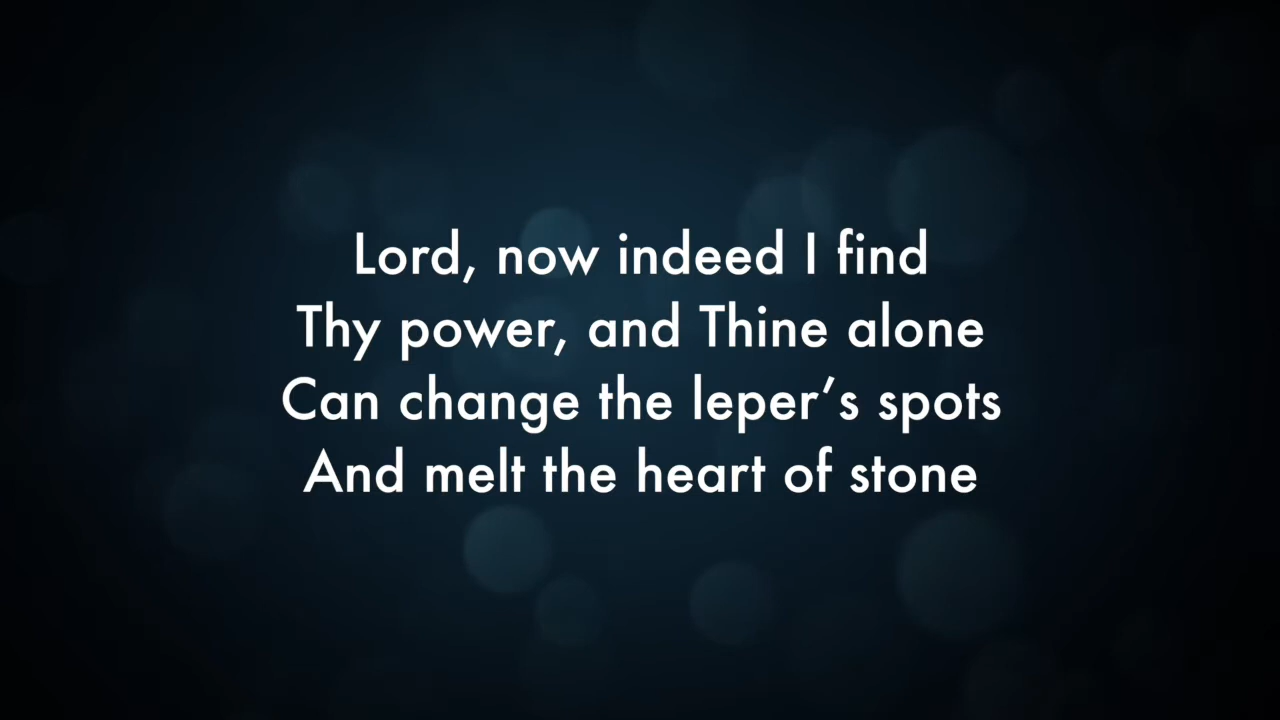 Lord, now indeed I find
Thy power, and Thine alone
Can change the leper’s spots
And melt the heart of stone